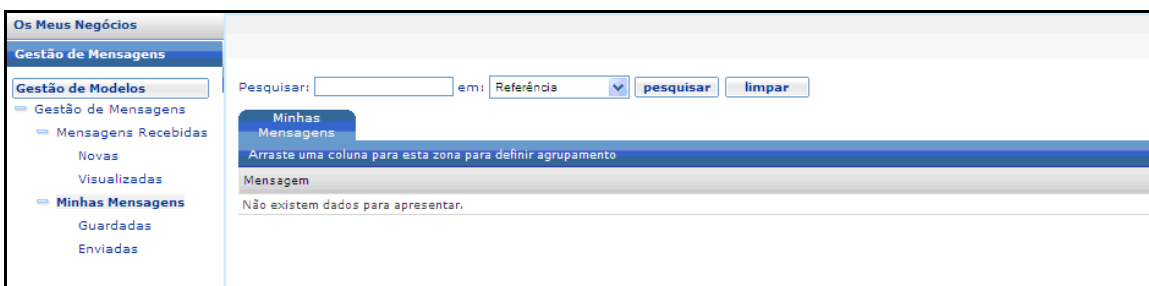 Os Meus Negócios
Gestão de Mensagens
Gestão de Modelos
Gestão de Mensagens
Mensagens Recebidas
Novas
Visualizadas
Minhas Mensagens
Guardadas
Enviadas
Pesquisar: em: Referência pesquisar limpar
Minhas
Mensagens
Arraste uma coluna para esta zona para definir agrupamento
Mensagem
Não existem dados para apresentar.